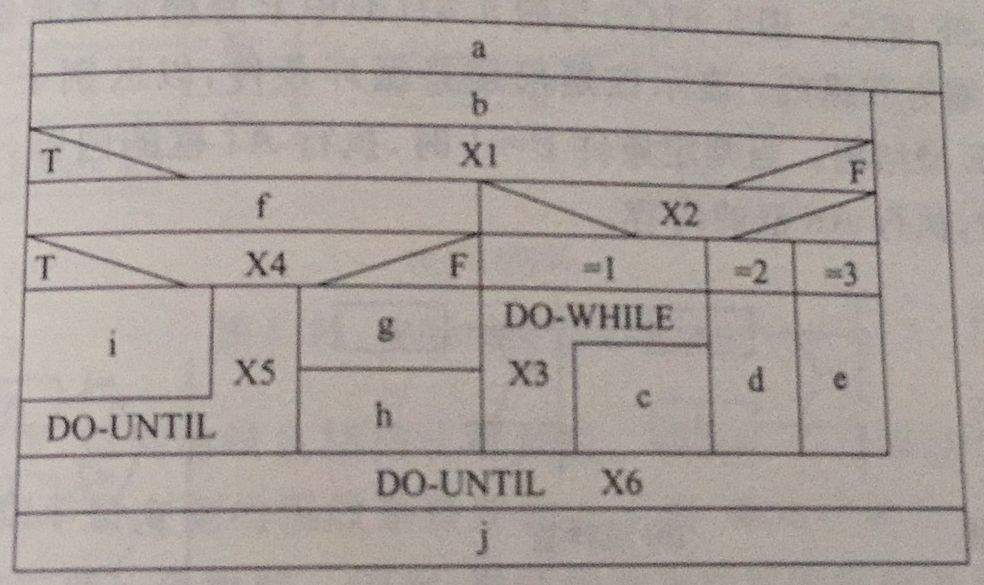 a
b
T X1 F
f X2
T X4 F =1 =2 =3
i X5 g DO-WHILE
X3 c d e
h
DO-UNTIL
DO-UNTIL X6
j